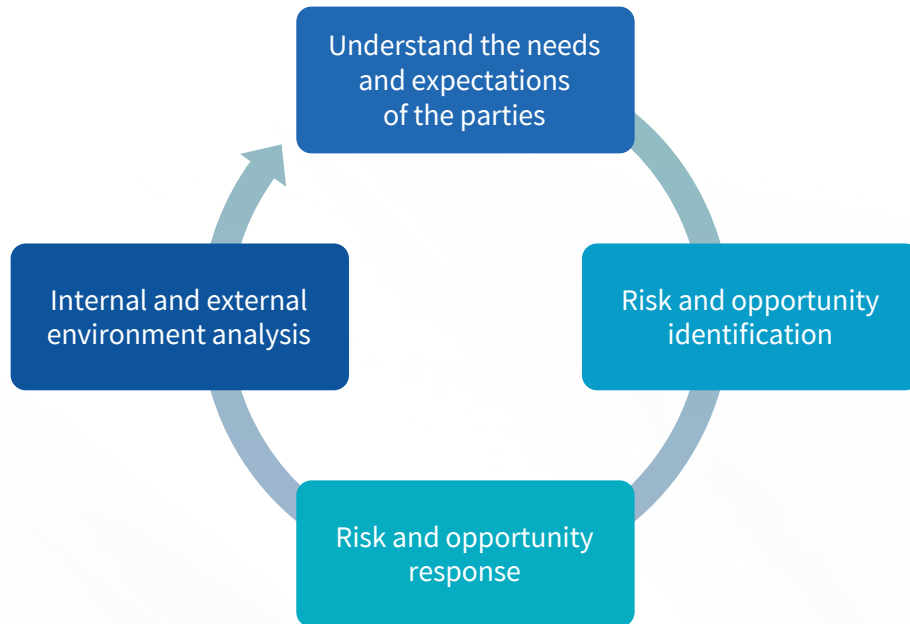 Understand the needs
and expectations
of the parties
Internal and external
environment analysis
Risk and opportunity
identification
Risk and opportunity
response